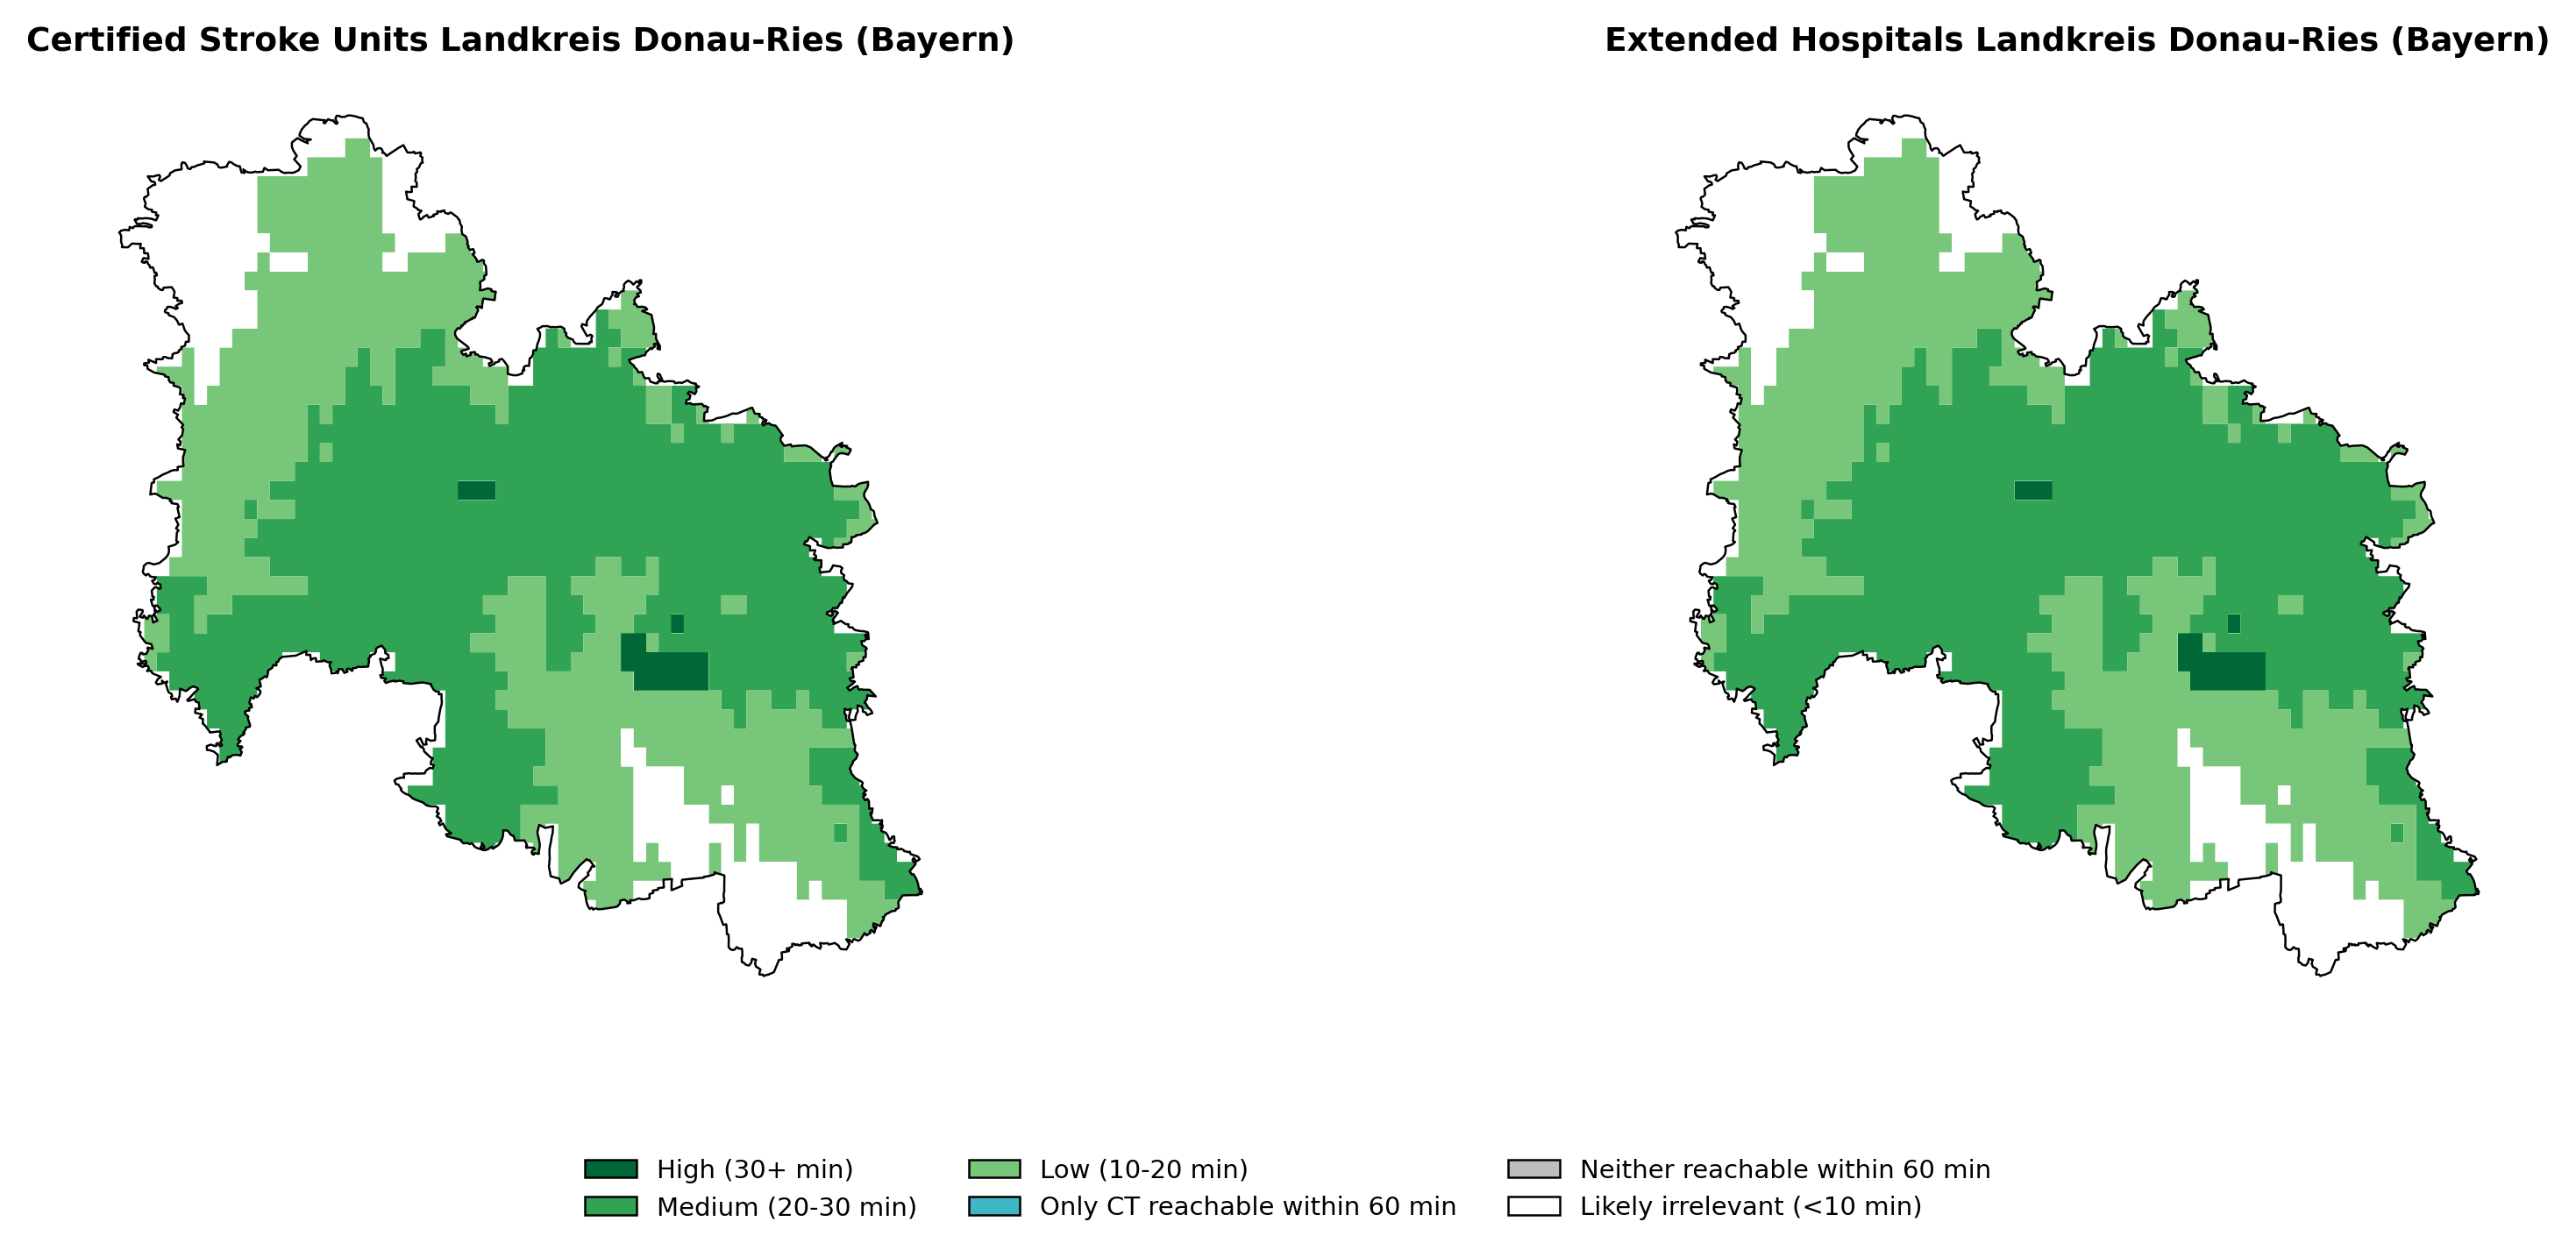 Certified Stroke Units Landkreis Donau-Ries (Bayern)
Extended Hospitals Landkreis Donau-Ries (Bayern)
High (30+ min)
Medium (20-30 min)
Low (10-20 min)
Only CT reachable within 60 min
Neither reachable within 60 min
Likely irrelevant (<10 min)